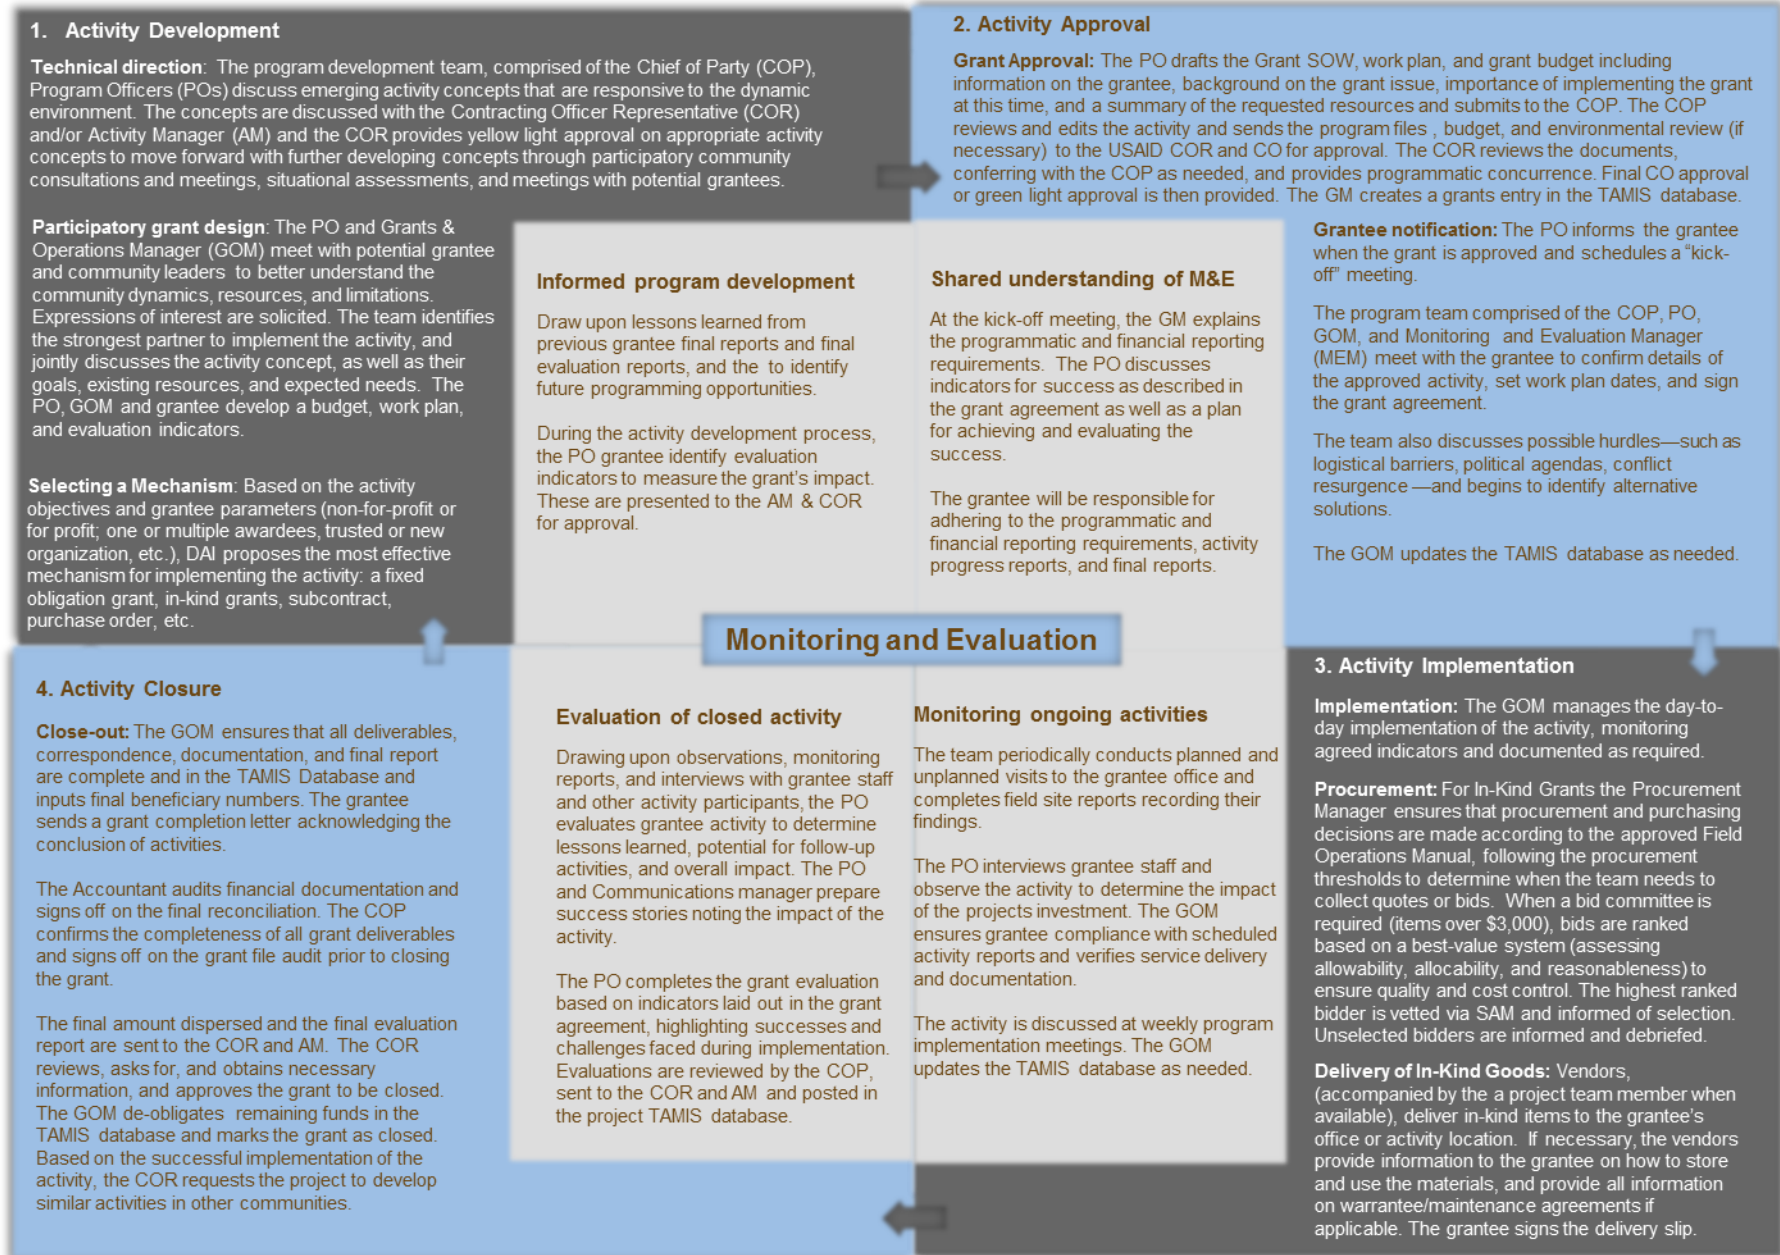 1. Activity Development
Technical direction: The program development team, comprised of the Chief of Party (COP),
Program Officers (POs) discuss emerging activity concepts that are responsive to the dynamic
environment. The concepts are discussed with the Contracting Officer Representative (COR)
and/or Activity Manager (AM) and the COR provides yellow light approval on appropriate activity
concepts to move forward with further developing concepts through participatory community
consultations and meetings, situational assessments, and meetings with potential grantees.
Participatory grant design: The PO and Grants &
Operations Manager (GOM) meet with potential grantee
and community leaders to better understand the
community dynamics, resources, and limitations.
Expressions of interest are solicited. The team identifies
the strongest partner to implement the activity, and
jointly discusses the activity concept, as well as their
goals, existing resources, and expected needs. The
PO, GOM and grantee develop a budget, work plan,
and evaluation indicators.
Selecting a Mechanism: Based on the activity
objectives and grantee parameters (non-for-profit or
for profit; one or multiple awardees, trusted or new
organization, etc.), DAI proposes the most effective
mechanism for implementing the activity: a fixed
obligation grant, in-kind grants, subcontract,
purchase order, etc.
2. Activity Approval
Grant Approval: The PO drafts the Grant SOW, work plan, and grant budget including
information on the grantee, background on the grant issue, importance of implementing the grant
at this time, and a summary of the requested resources and submits to the COP. The COP
reviews and edits the activity and sends the program files , budget, and environmental review (if
necessary) to the USAID COR and CO for approval. The COR reviews the documents,
conferring with the COP as needed, and provides programmatic concurrence. Final CO approval
or green light approval is then provided. The GM creates a grants entry in the TAMIS database.
Grantee notification: The PO informs the grantee
when the grant is approved and schedules a “kick-
off” meeting.
The program team comprised of the COP, PO,
GOM, and Monitoring and Evaluation Manager
(MEM) meet with the grantee to confirm details of
the approved activity, set work plan dates, and sign
the grant agreement.
The team also discusses possible hurdles—such as
logistical barriers, political agendas, conflict
resurgence —and begins to identify alternative
solutions.
The GOM updates the TAMIS database as needed.
Informed program development
Draw upon lessons learned from
previous grantee final reports and final
evaluation reports, and the to identify
future programming opportunities.
During the activity development process,
the PO grantee identify evaluation
indicators to measure the grant's impact.
These are presented to the AM & COR
for approval.
Shared understanding of M&E
At the kick-off meeting, the GM explains
the programmatic and financial reporting
requirements. The PO discusses
indicators for success as described in
the grant agreement as well as a plan
for achieving and evaluating the
success.
The grantee will be responsible for
adhering to the programmatic and
financial reporting requirements, activity
progress reports, and final reports.
Monitoring and Evaluation
3. Activity Implementation
Implementation: The GOM manages the day-to-
day implementation of the activity, monitoring
agreed indicators and documented as required.
Procurement: For In-Kind Grants the Procurement
Manager ensures that procurement and purchasing
decisions are made according to the approved Field
Operations Manual, following the procurement
thresholds to determine when the team needs to
collect quotes or bids. When a bid committee is
required (items over $3,000), bids are ranked
based on a best-value system (assessing
allowability, allocability, and reasonableness) to
ensure quality and cost control. The highest ranked
bidder is vetted via SAM and informed of selection.
Unselected bidders are informed and debriefed.
Delivery of In-Kind Goods: Vendors,
(accompanied by the a project team member when
available), deliver in-kind items to the grantee's
office or activity location. If necessary, the vendors
provide information to the grantee on how to store
and use the materials, and provide all information
on warrantee/maintenance agreements if
applicable. The grantee signs the delivery slip.
Monitoring ongoing activities
The team periodically conducts planned and
unplanned visits to the grantee office and
completes field site reports recording their
findings.
The PO interviews grantee staff and
observe the activity to determine the impact
of the projects investment. The GOM
ensures grantee compliance with scheduled
activity reports and verifies service delivery
and documentation.
The activity is discussed at weekly program
implementation meetings. The GOM
updates the TAMIS database as needed.
Evaluation of closed activity
Drawing upon observations, monitoring
reports, and interviews with grantee staff
and other activity participants, the PO
evaluates grantee activity to determine
lessons learned, potential for follow-up
activities, and overall impact. The PO
and Communications manager prepare
success stories noting the impact of the
activity.
The PO completes the grant evaluation
based on indicators laid out in the grant
agreement, highlighting successes and
challenges faced during implementation.
Evaluations are reviewed by the COP,
sent to the COR and AM and posted in
the project TAMIS database.
4. Activity Closure
Close-out: The GOM ensures that all deliverables,
correspondence, documentation, and final report
are complete and in the TAMIS Database and
inputs final beneficiary numbers. The grantee
sends a grant completion letter acknowledging the
conclusion of activities.
The Accountant audits financial documentation and
signs off on the final reconciliation. The COP
confirms the completeness of all grant deliverables
and signs off on the grant file audit prior to closing
the grant.
The final amount dispersed and the final evaluation
report are sent to the COR and AM. The COR
reviews, asks for, and obtains necessary
information, and approves the grant to be closed.
The GOM de-obligates remaining funds in the
TAMIS database and marks the grant as closed.
Based on the successful implementation of the
activity, the COR requests the project to develop
similar activities in other communities.